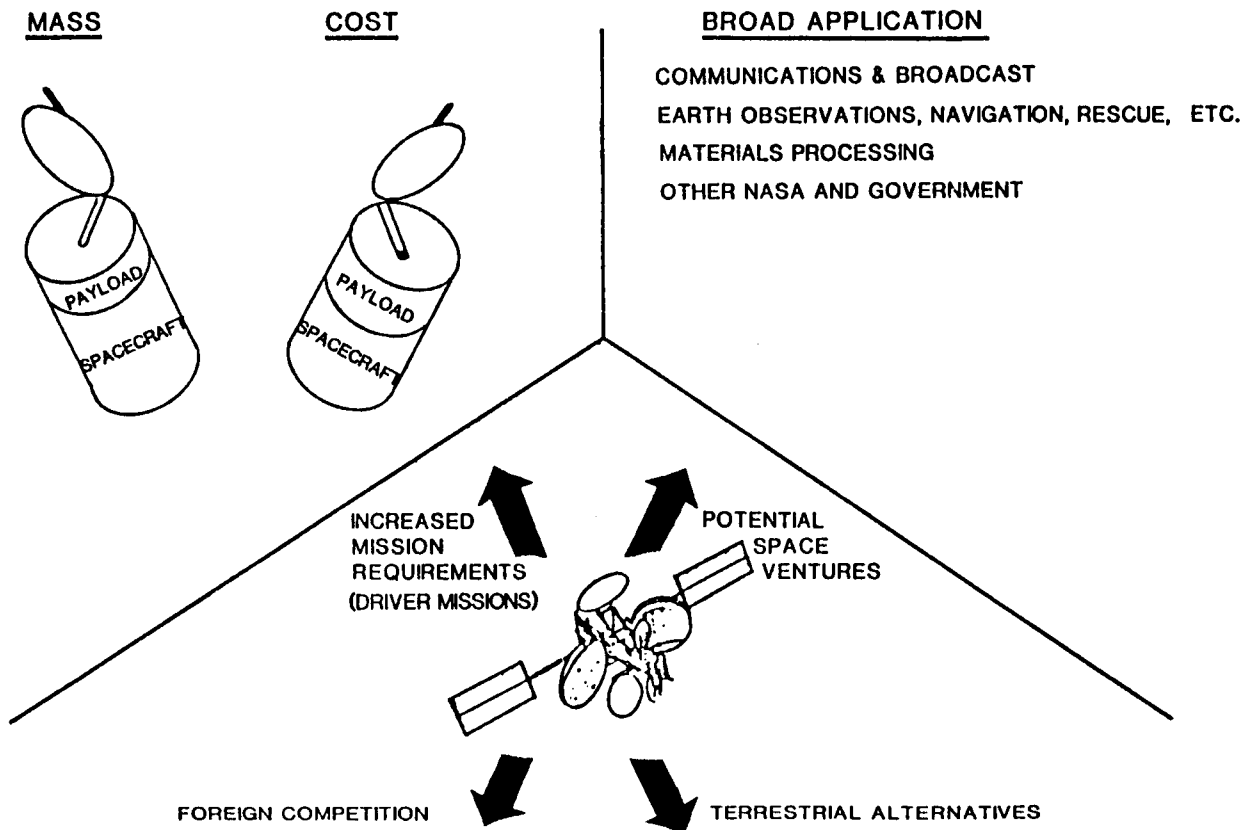 MASS
COST
PAYLOAD
SPACECRAFT
PAYLOAD
SPACECRAFT
BROAD APPLICATION
COMMUNICATIONS & BROADCAST
EARTH OBSERVATIONS, NAVIGATION, RESCUE, ETC.
MATERIALS PROCESSING
OTHER NASA AND GOVERNMENT
INCREASED
MISSION
REQUIREMENTS
(DRIVER MISSIONS)
POTENTIAL
SPACE
VENTURES
FOREIGN COMPETITION
TERRESTRIAL ALTERNATIVES